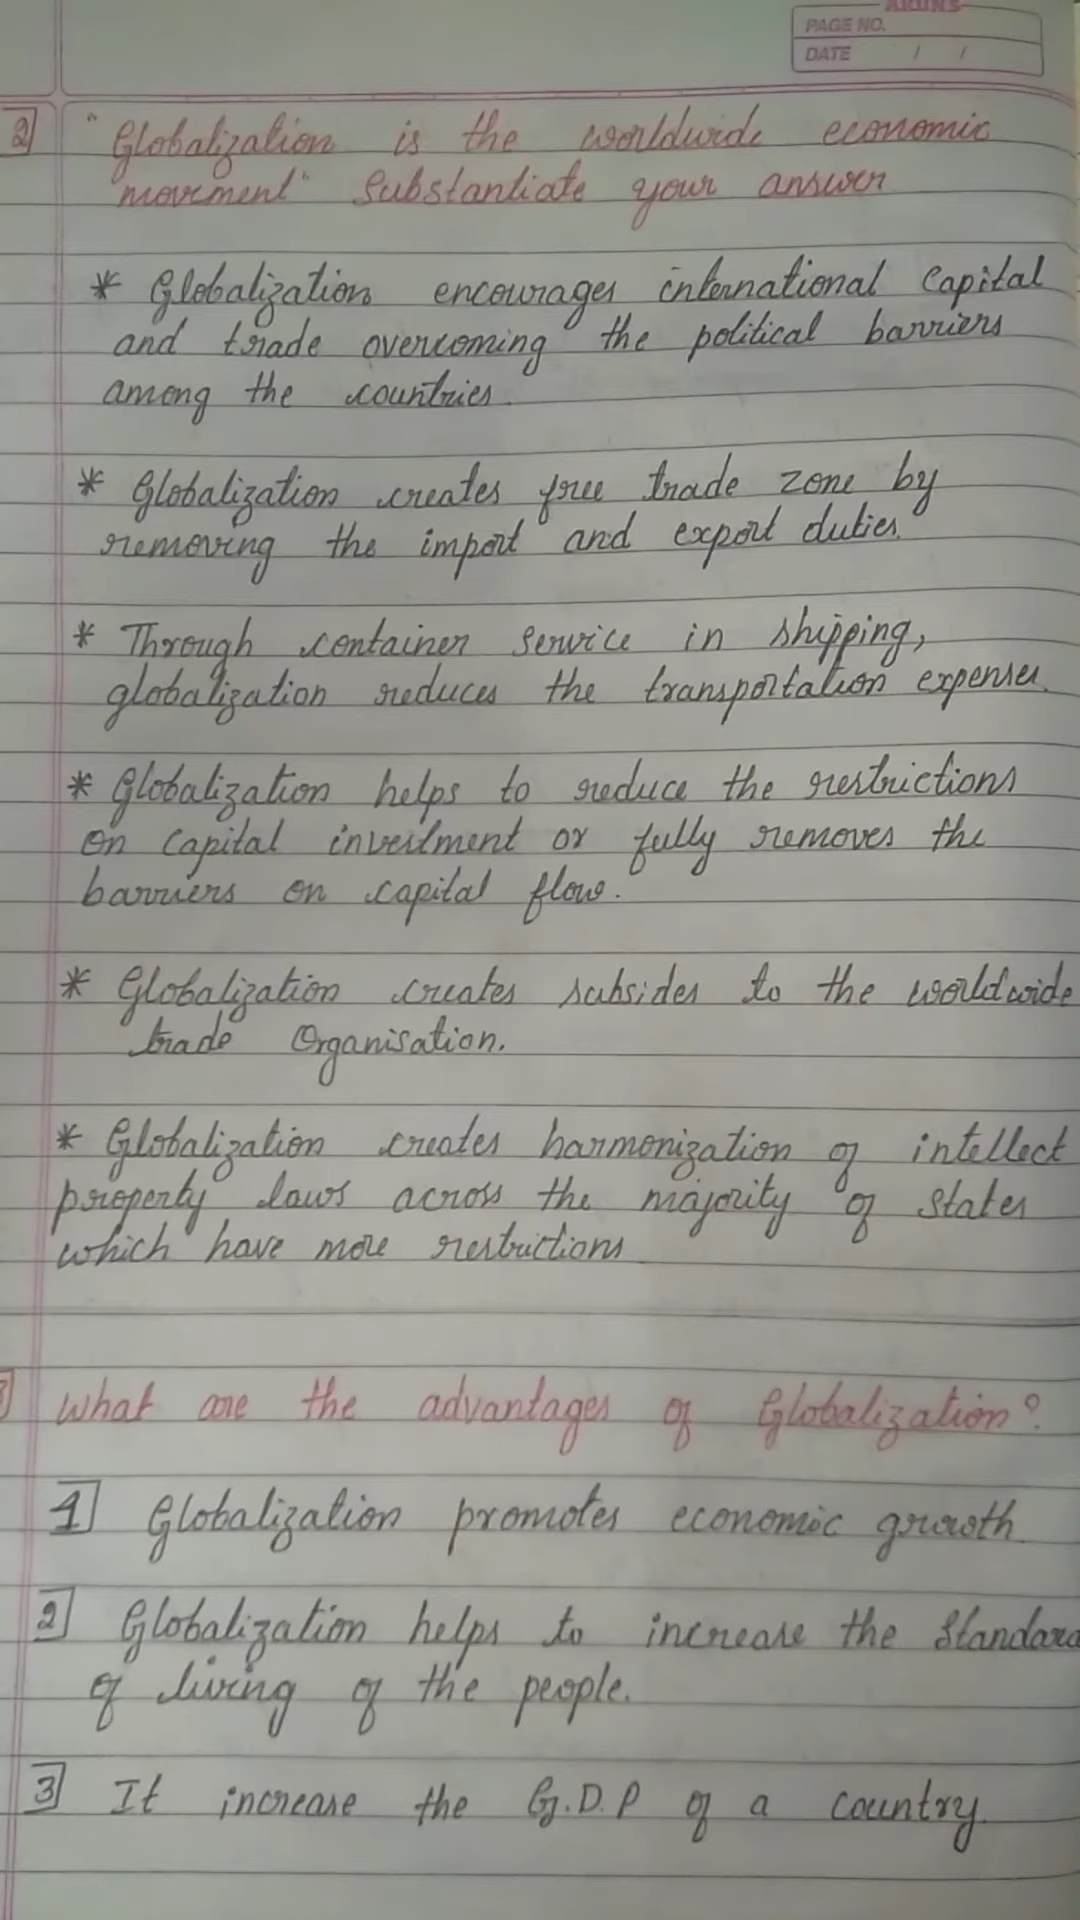 PAGE NO.
DATE / /
2] "Globalization is the worldwide economic
movement" Substantiate your answer
* Globalization encourages international Capital
and trade overcoming the political barriers
among the countries.
* Globalization creates free trade zone by
removing the import and export duties.
* Through container Service in shipping,
globalization reduces the transportation expenses.
* Globalization helps to reduce the restrictions
on Capital investment or fully removes the
barriers on capital flow.
* Globalization creates subsides to the worldwide
trade Organisation.
* Globalization creates harmonization of intellect
property laws across the majority of States
which have more restrictions
What are the advantages of Globalization?
1] Globalization promotes economic growth
2] Globalization helps to increase the Standard
of living of the people.
3] It increase the G.D.P of a country.